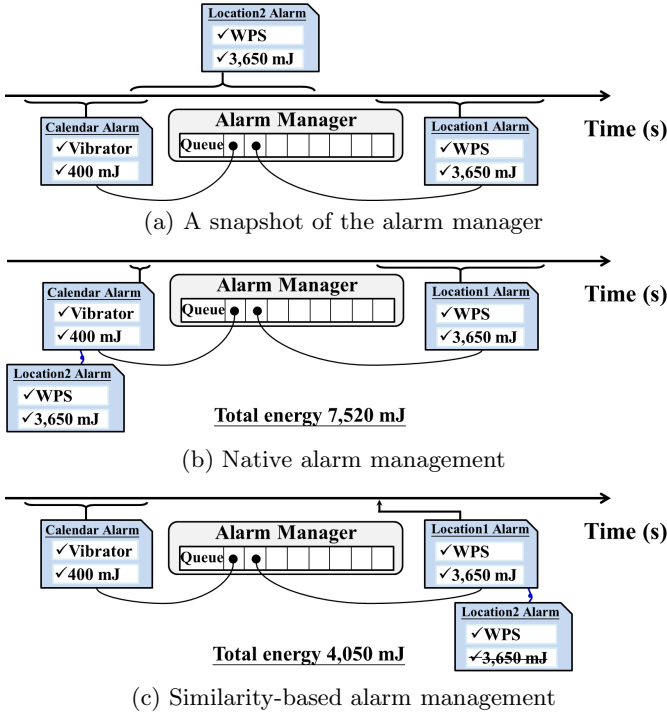 Location2 Alarm
✓WPS
✓3,650 mJ
Calendar Alarm
✓Vibrator
✓400 mJ
Alarm Manager
Queue
Location1 Alarm
✓WPS
✓3,650 mJ
Time (s)
(a) A snapshot of the alarm manager
Calendar Alarm
✓Vibrator
✓400 mJ
Location2 Alarm
✓WPS
✓3,650 mJ
Alarm Manager
Queue
Location1 Alarm
✓WPS
✓3,650 mJ
Time (s)
Total energy 7,520 mJ
(b) Native alarm management
Calendar Alarm
✓Vibrator
✓400 mJ
Alarm Manager
Queue
Location1 Alarm
✓WPS
✓3,650 mJ
Time (s)
Location2 Alarm
✓WPS
✓3,650 mJ
Total energy 4,050 mJ
(c) Similarity-based alarm management